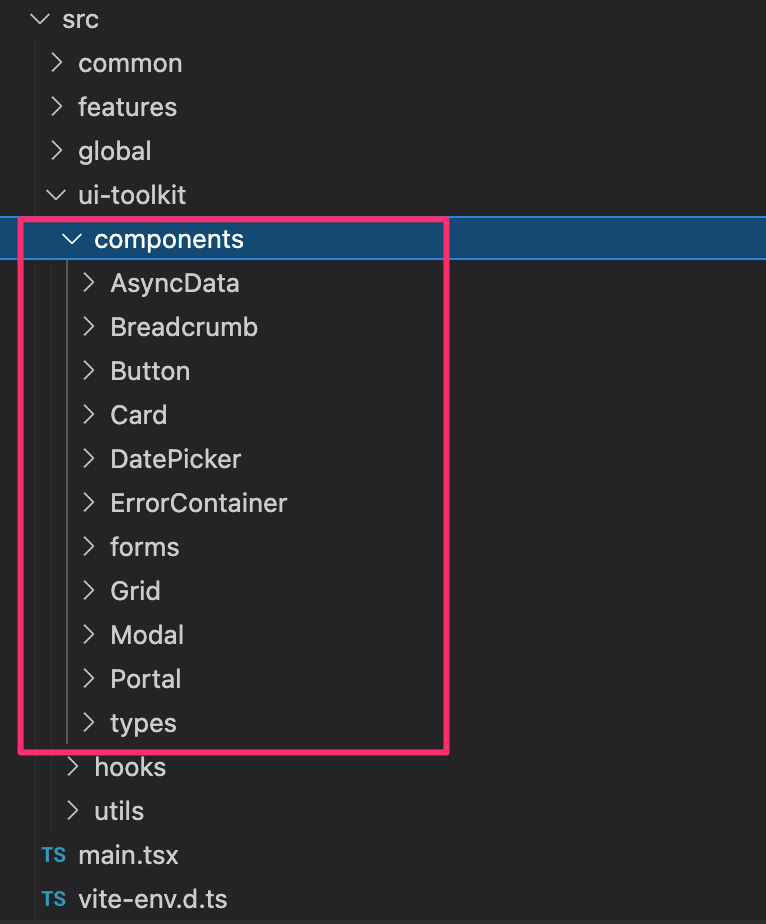 src
common
features
global
ui-toolkit
components
AsyncData
Breadcrumb
Button
Card
DatePicker
ErrorContainer
forms
Grid
Modal
Portal
types
hooks
utils
TS main.tsx
TS vite-env.d.ts